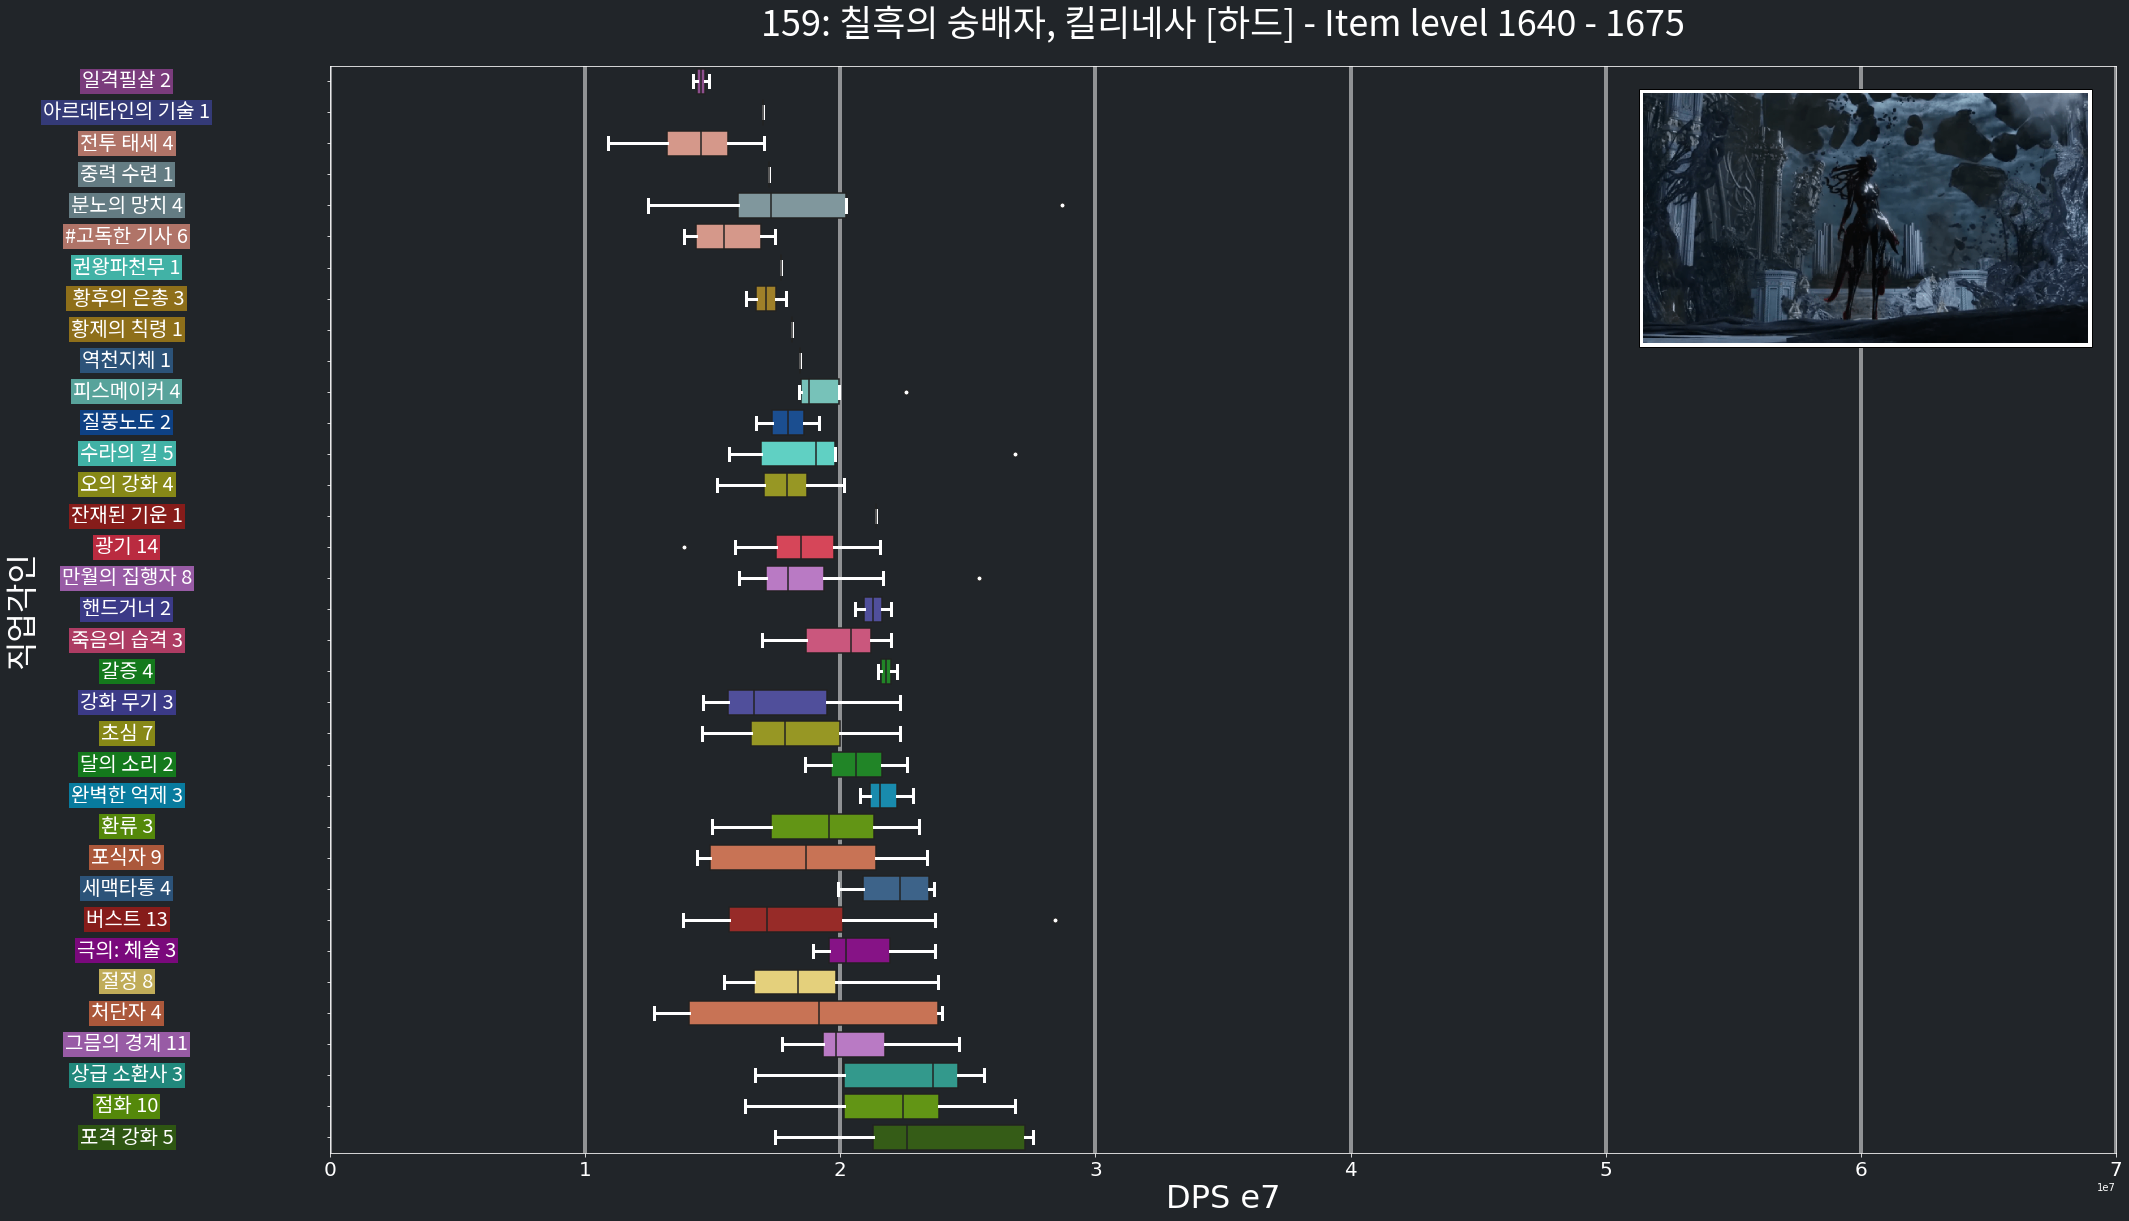 159: 칠흑의 숭배자, 킬리네사 [하드] - Item level 1640 - 1675
일격필살 2
아르데타인의 기술 1
전투 태세 4
중력 수련 1
분노의 망치 4
#고독한 기사 6
권왕파천무 1
황후의 은총 3
황제의 칙령 1
역천지체 1
피스메이커 4
질풍노도 2
수라의 길 5
오의 강화 4
잔재된 기운 1
광기 14
만월의 집행자 8
핸드거너 2
죽음의 습격 3
갈증 4
강화 무기 3
초심 7
달의 소리 2
완벽한 억제 3
환류 3
포식자 9
세맥타통 4
버스트 13
극의: 체술 3
절정 8
처단자 4
그믐의 경계 11
상급 소환사 3
점화 10
포격 강화 5
직업각인
0 1 2 3 4 5 6 7
1e7
DPS e7